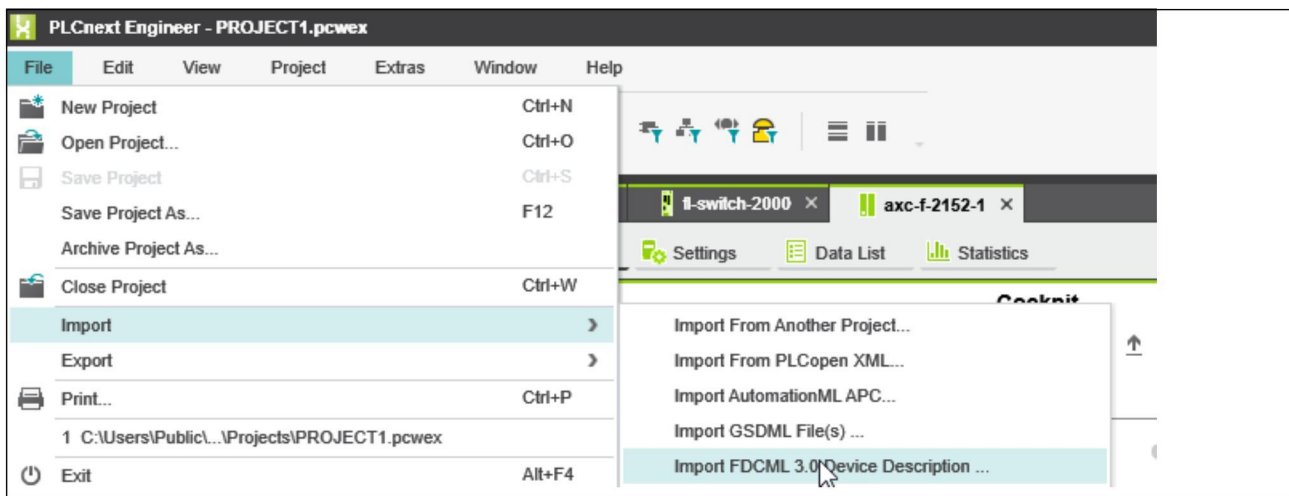 PLCnext Engineer - PROJECT1.pcwex
File Edit View Project Extras Window Help
New Project Ctrl+N
Open Project... Ctrl+O
Save Project Ctrl+S
Save Project As... F12
Archive Project As...
Close Project Ctrl+W
Import
Export
Print... Ctrl+P
1 C:\Users\Public\...\Projects\PROJECT1.pcwex
Exit Alt+F4
fl-switch-2000 axc-f-2152-1
Settings Data List Statistics
Cockpit
Import From Another Project...
Import From PLCopen XML...
Import AutomationML APC...
Import GSDML File(s) ...
Import FDCML 3.0 Device Description ...